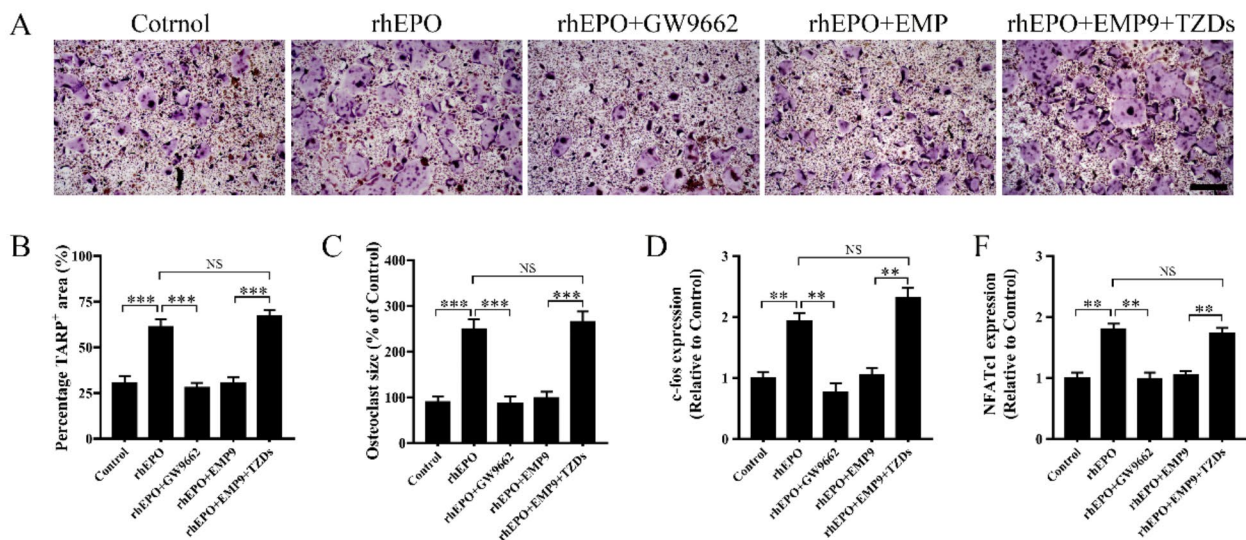 A
Cotrnol
rhEPO
rhEPO+GW9662
rhEPO+EMP
rhEPO+EMP9+TZDs
B
Percentage TARP+ area (%)
100
75
50
25
0
NS
*** *** ***
Control
rhEPO
rhEPO+GW9662
rhEPO+EMP9
rhEPO+EMP9+TZDs
C
Osteoclast size (% of Control)
400
300
200
100
0
NS
*** *** ***
Control
rhEPO
rhEPO+GW9662
rhEPO+EMP9
rhEPO+EMP9+TZDs
D
c-fos expression
(Relative to Control)
3
2
1
0
NS
** ** **
Control
rhEPO
rhEPO+GW9662
rhEPO+EMP9
rhEPO+EMP9+TZDs
F
NFATc1 expression
(Relative to Control)
3
2
1
0
NS
** ** **
Control
rhEPO
rhEPO+GW9662
rhEPO+EMP9
rhEPO+EMP9+TZDs